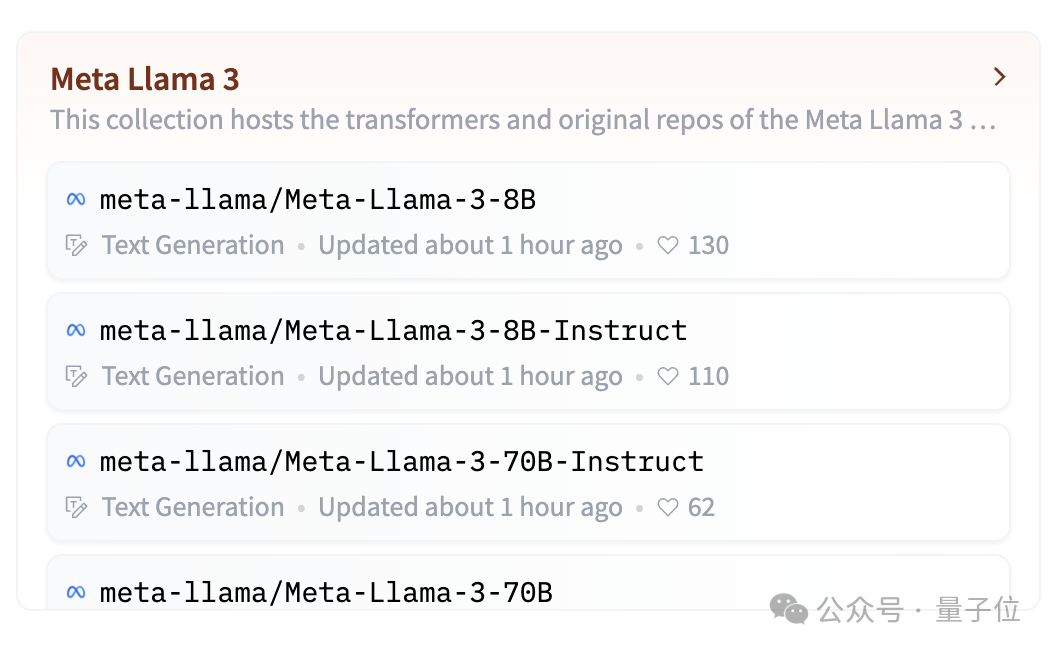 Meta Llama 3
This collection hosts the transformers and original repos of the Meta Llama 3 ...
meta-llama/Meta-Llama-3-8B
Text Generation • Updated about 1 hour ago • 130
meta-llama/Meta-Llama-3-8B-Instruct
Text Generation • Updated about 1 hour ago • 110
meta-llama/Meta-Llama-3-70B-Instruct
Text Generation • Updated about 1 hour ago • 62
meta-llama/Meta-Llama-3-70B
公众号 · 量子位